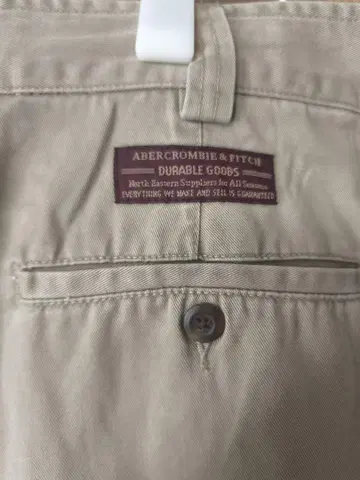 ABERCROMBIE & FITCH
DURABLE GOODS
North Eastern Suppliers for All Seasons
EVERYTHING WE MAKE AND SELL IS GUARANTEED